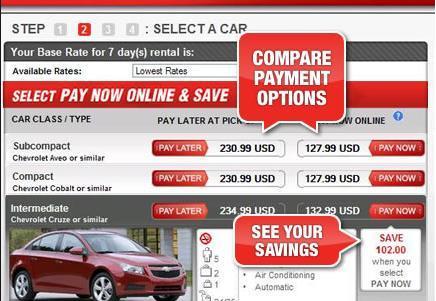 STEP 1 2 3 4 : SELECT A CAR
Your Base Rate for 7 day(s) rental is:
Available Rates: Lowest Rates
SELECT PAY NOW ONLINE & SAVE
COMPARE
PAYMENT
OPTIONS
CAR CLASS / TYPE PAY LATER AT PICK NOW ONLINE ?
Subcompact
Chevrolet Aveo or similar
PAY LATER 230.99 USD 127.99 USD PAY NOW
Compact
Chevrolet Cobalt or similar
PAY LATER 230.99 USD 127.99 USD PAY NOW
Intermediate
Chevrolet Cruze or similar
PAY LATER 234.99 USD 132.99 USD PAY NOW
SEE YOUR
SAVINGS
SAVE
102.00
when you
select
PAY NOW
5
2
• Air Conditioning
• Automatic